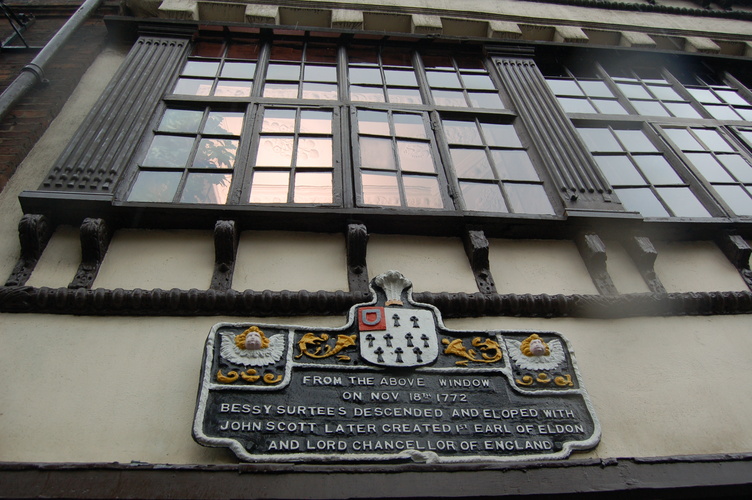 FROM THE ABOVE WINDOW
ON NOV 18TH 1772
BESSY SURTEES DESCENDED AND ELOPED WITH
JOHN SCOTT LATER CREATED 1ST EARL OF ELDON
AND LORD CHANCELLOR OF ENGLAND